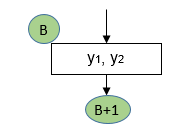 B
y₁, y₂
B+1